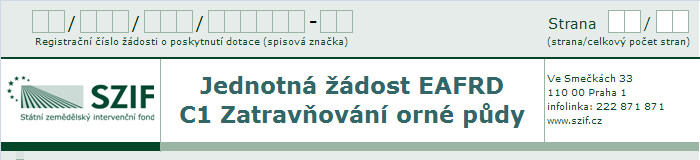 / / / -
Registrační číslo žádosti o poskytnutí dotace (spisová značka)
Strana /
(strana/celkový počet stran)
SZIF
Státní zemědělský intervenční fond
Jednotná žádost EAFRD
C1 Zatravňování orné půdy
Ve Smečkách 33
110 00 Praha 1
infolinka: 222 871 871
www.szif.cz